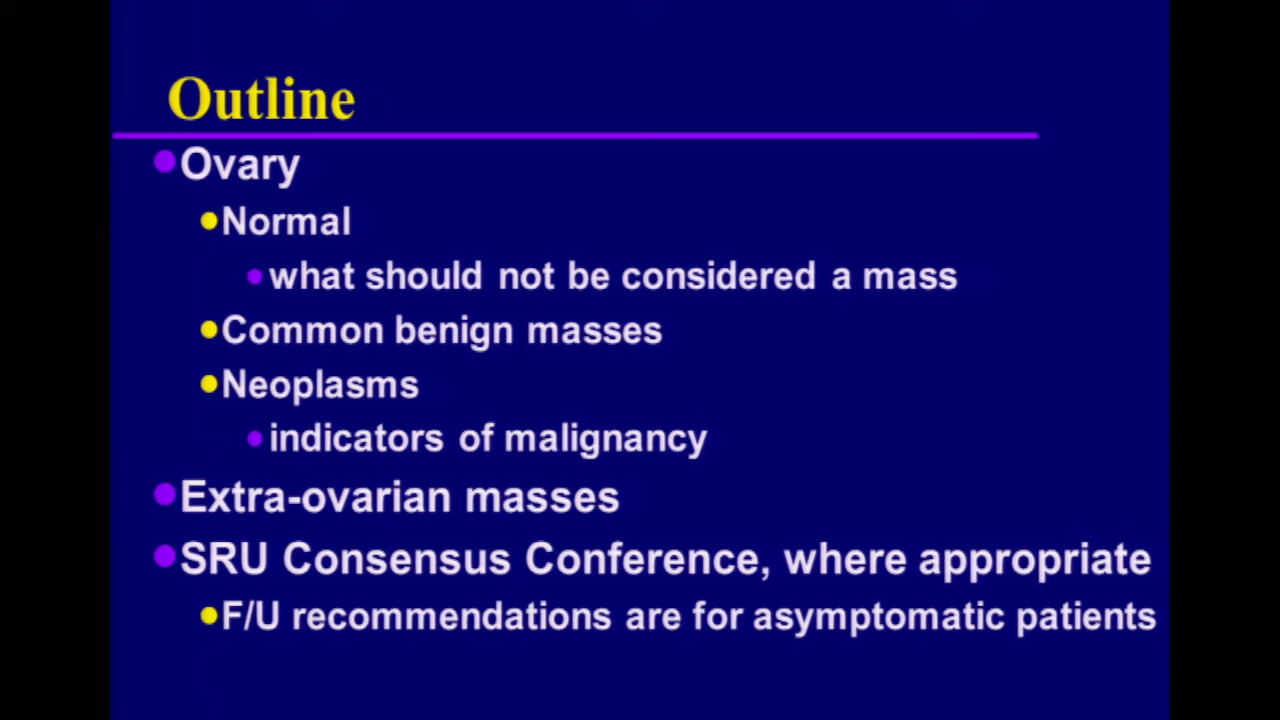 Outline
Ovary
Normal
what should not be considered a mass
Common benign masses
Neoplasms
indicators of malignancy
Extra-ovarian masses
SRU Consensus Conference, where appropriate
F/U recommendations are for asymptomatic patients